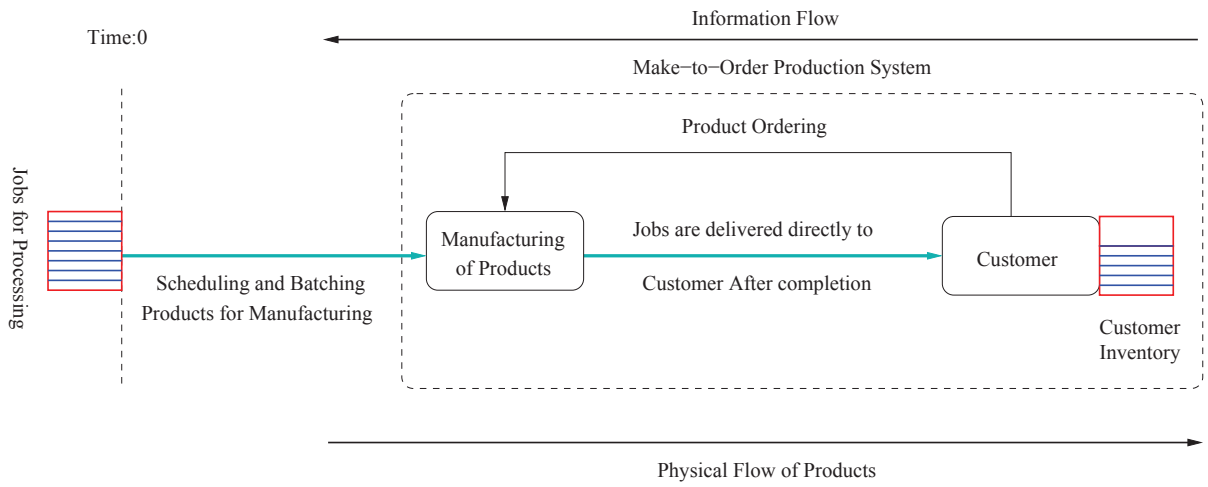 Information Flow
Time:0
Make−to−Order Production System
Product Ordering
Jobs for Processing
Manufacturing
of Products
Jobs are delivered directly to
Customer After completion
Customer
Scheduling and Batching
Products for Manufacturing
Customer
Inventory
Physical Flow of Products